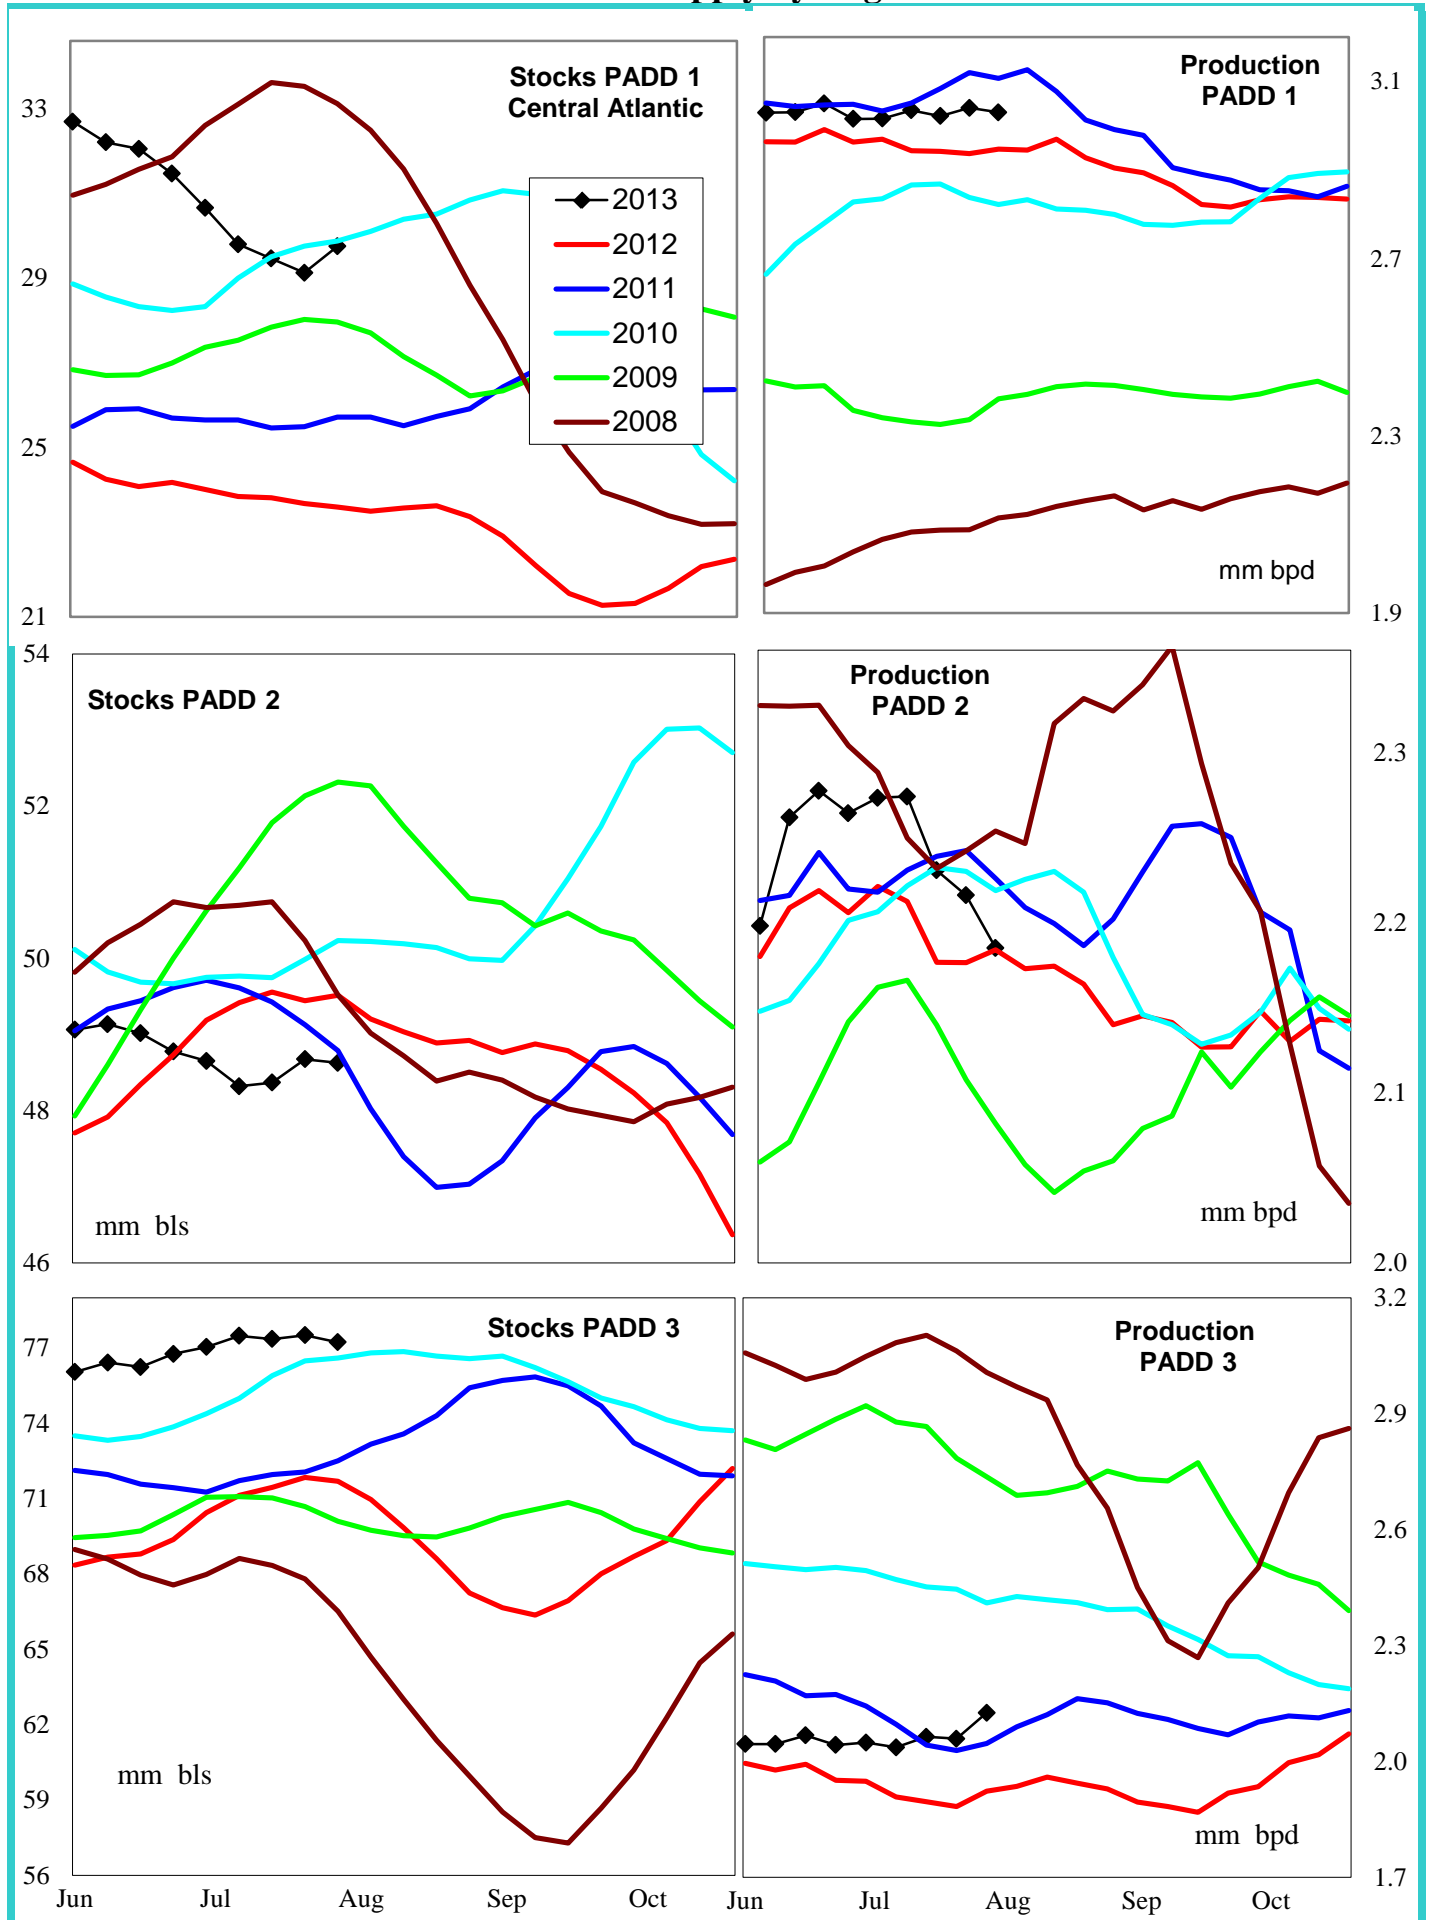 Stocks PADD 1
Central Atlantic
33
29
25
21
2013
2012
2011
2010
2009
2008
Production
PADD 1
mm bpd
3.1
2.7
2.3
1.9
Stocks PADD 2
mm bls
54
52
50
48
46
Production
PADD 2
mm bpd
2.3
2.2
2.1
2.0
Stocks PADD 3
mm bls
77
74
71
68
65
62
59
56
Jun Jul Aug Sep Oct
Production
PADD 3
mm bpd
3.2
2.9
2.6
2.3
2.0
1.7
Jun Jul Aug Sep Oct